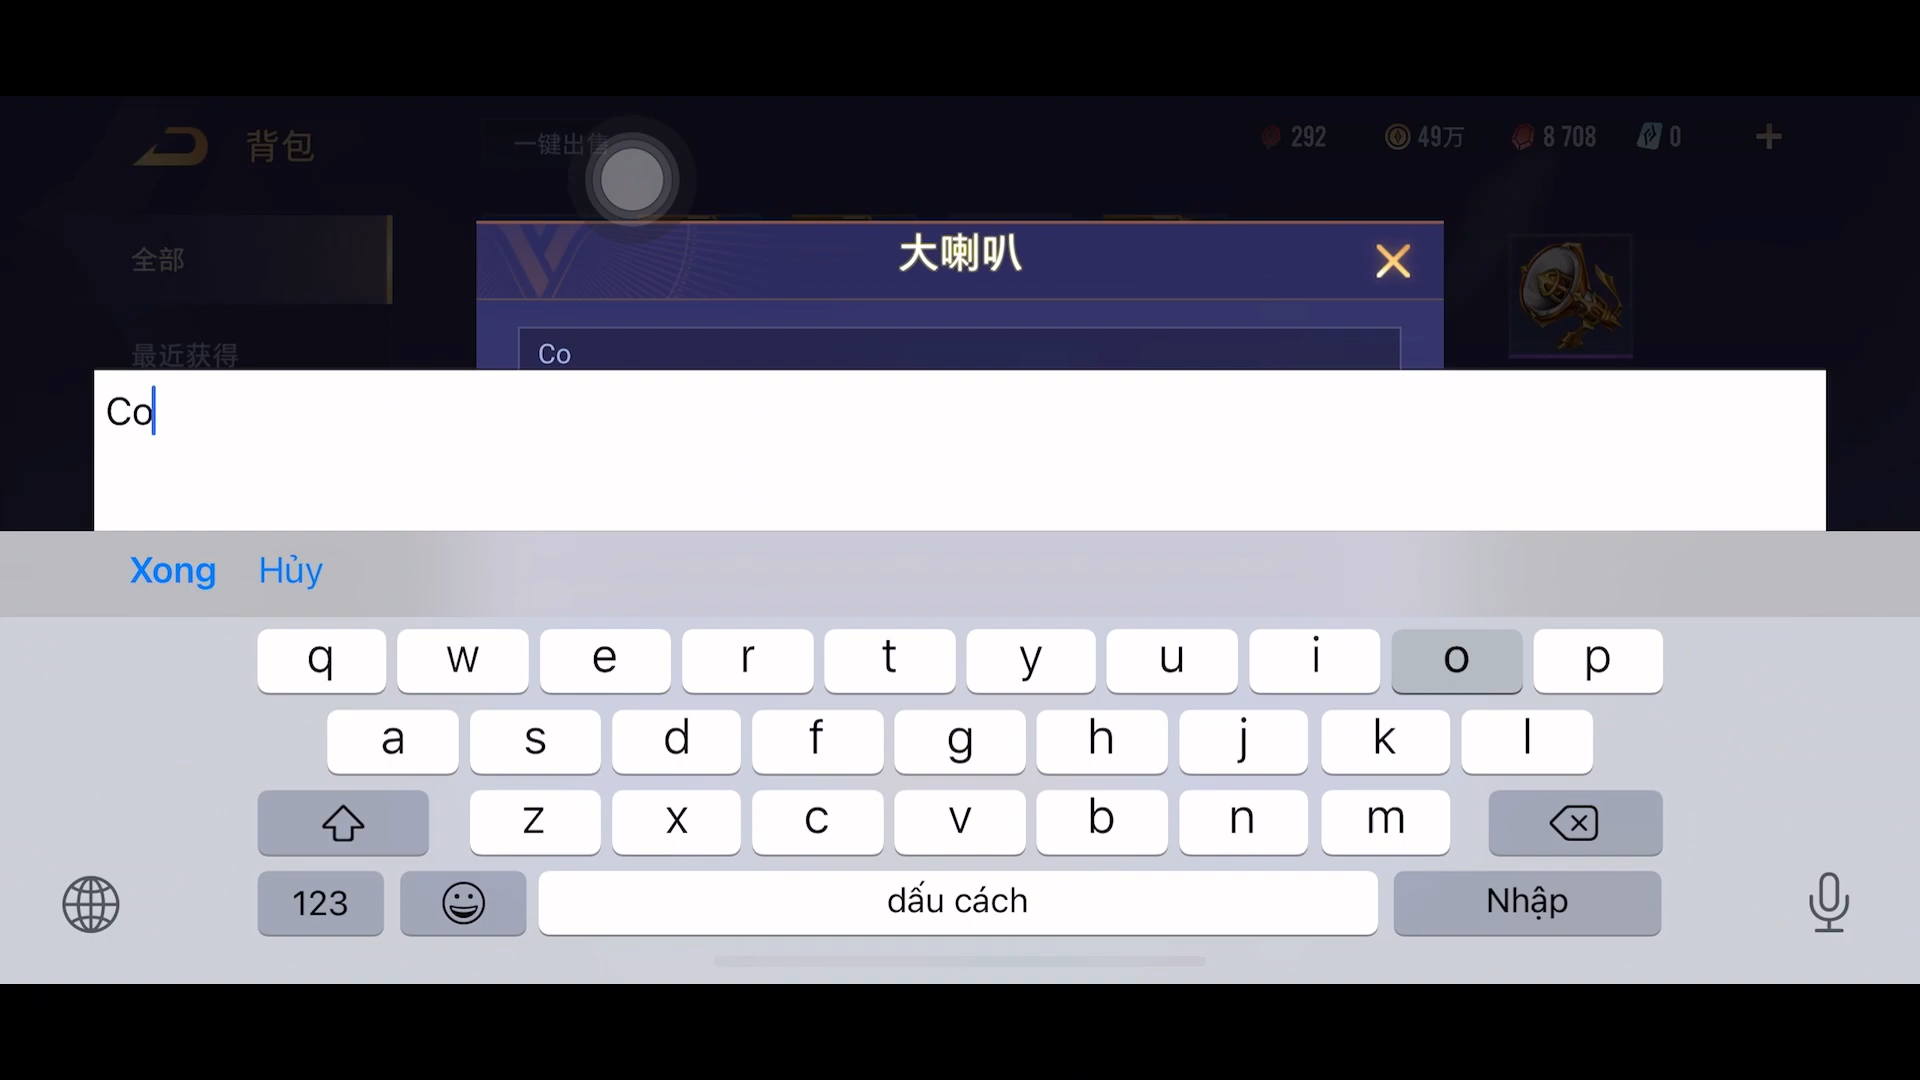 背包
一键出售
292
49万
8 708
0
全部
大喇叭
最近获得
Co
Co
Xong Hủy
q w e r t y u i o p
a s d f g h j k l
z x c v b n m
123 dấu cách Nhập